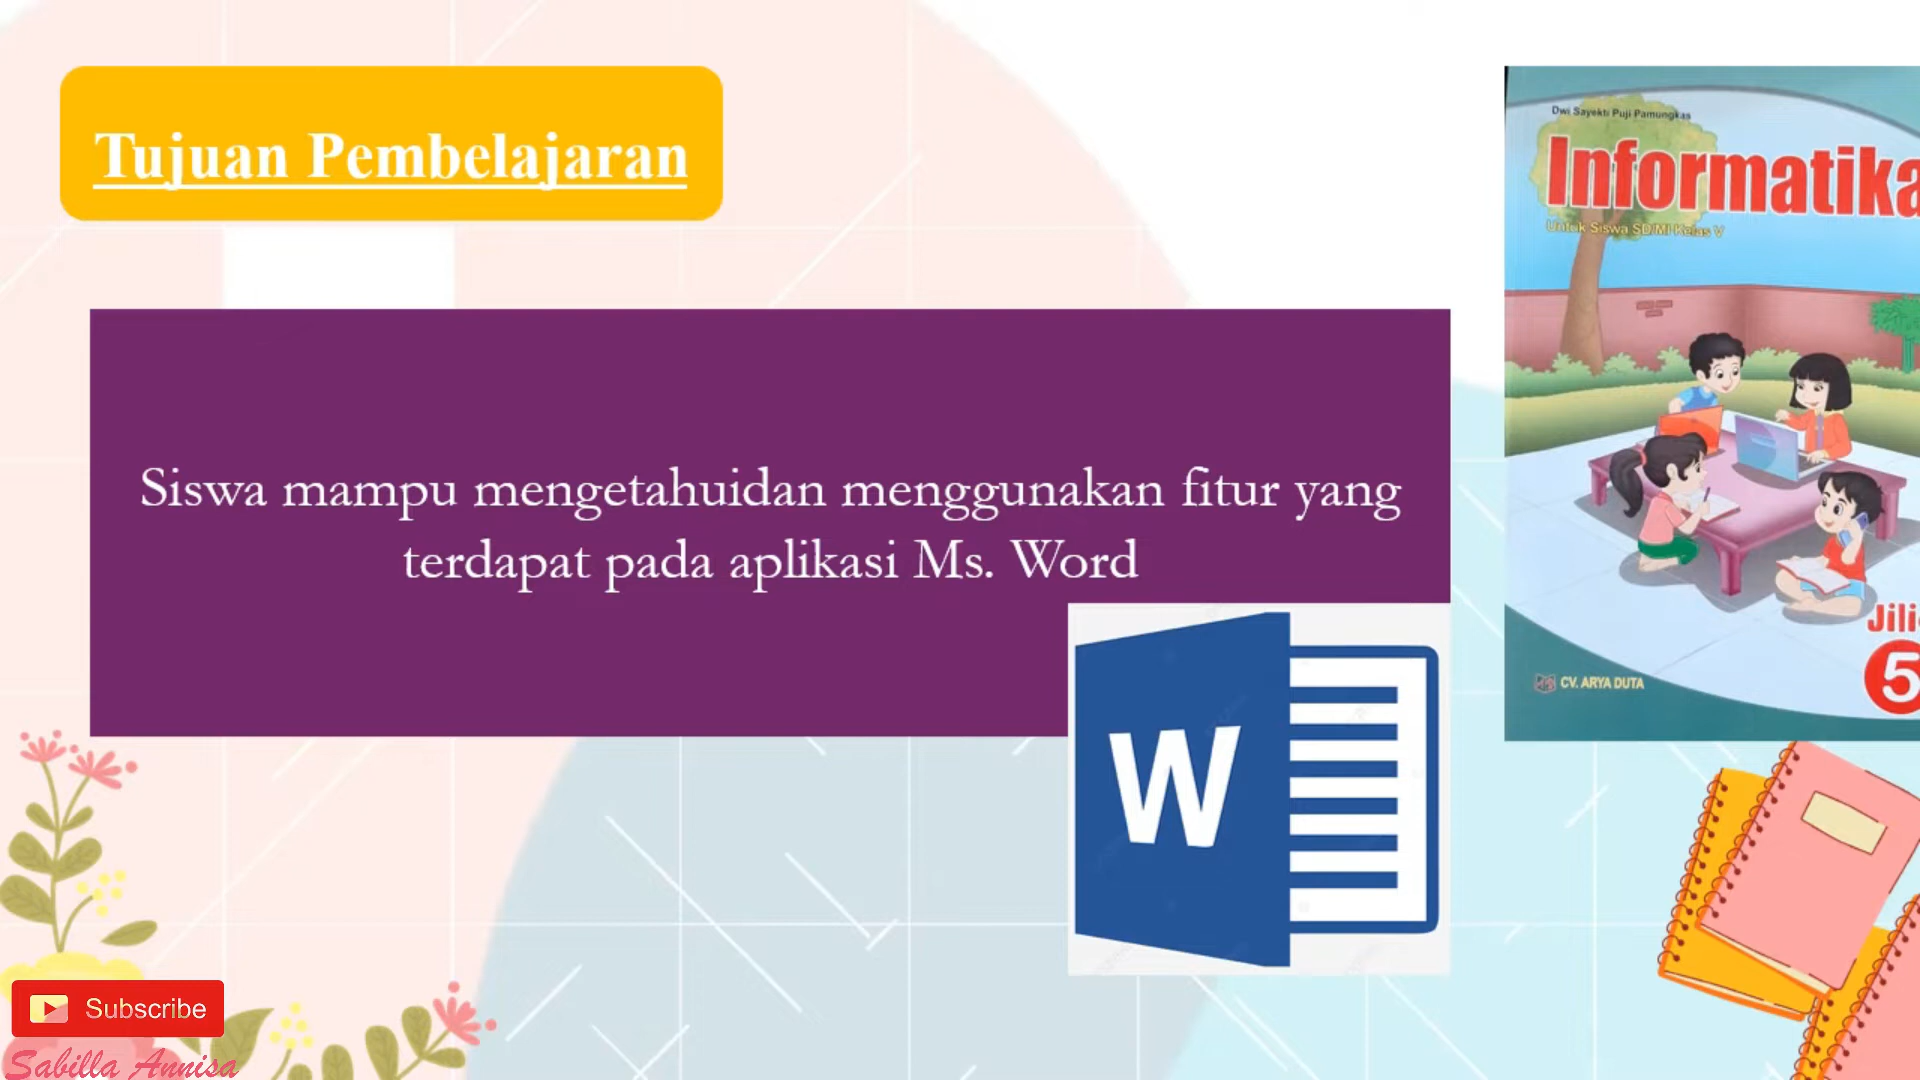 Tujuan Pembelajaran
Siswa mampu mengetahuidan menggunakan fitur yang
terdapat pada aplikasi Ms. Word
W
Dwi Sayekti Puji Pamungkas
Informatika
Untuk Siswa SD/MI Kelas V
Jili
5
CV. ARYA DUTA
Subscribe
Sabilla Annisa